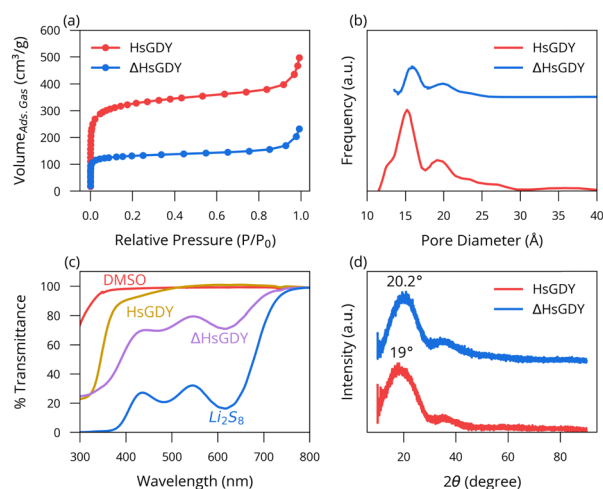 (a)
HsGDY
ΔHsGDY
Volume_Ads. Gas (cm³/g)
600
500
400
300
200
100
0
0.0 0.2 0.4 0.6 0.8 1.0
Relative Pressure (P/P₀)
(b)
HsGDY
ΔHsGDY
Frequency (a.u.)
10 15 20 25 30 35 40
Pore Diameter (Å)
(c)
DMSO
HsGDY
ΔHsGDY
Li₂S₈
% Transmittance
100
80
60
40
20
0
300 400 500 600 700 800
Wavelength (nm)
(d)
20.2°
19°
HsGDY
ΔHsGDY
Intensity (a.u.)
20 40 60 80
2θ (degree)